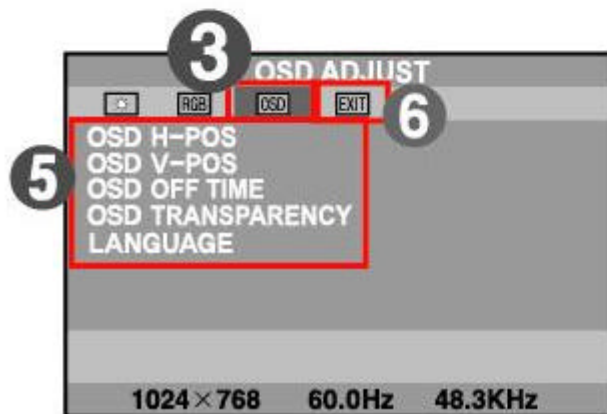 3
OSD ADJUST
RGB OSD EXIT
6
5
OSD H-POS
OSD V-POS
OSD OFF TIME
OSD TRANSPARENCY
LANGUAGE
1024×768 60.0Hz 48.3KHz